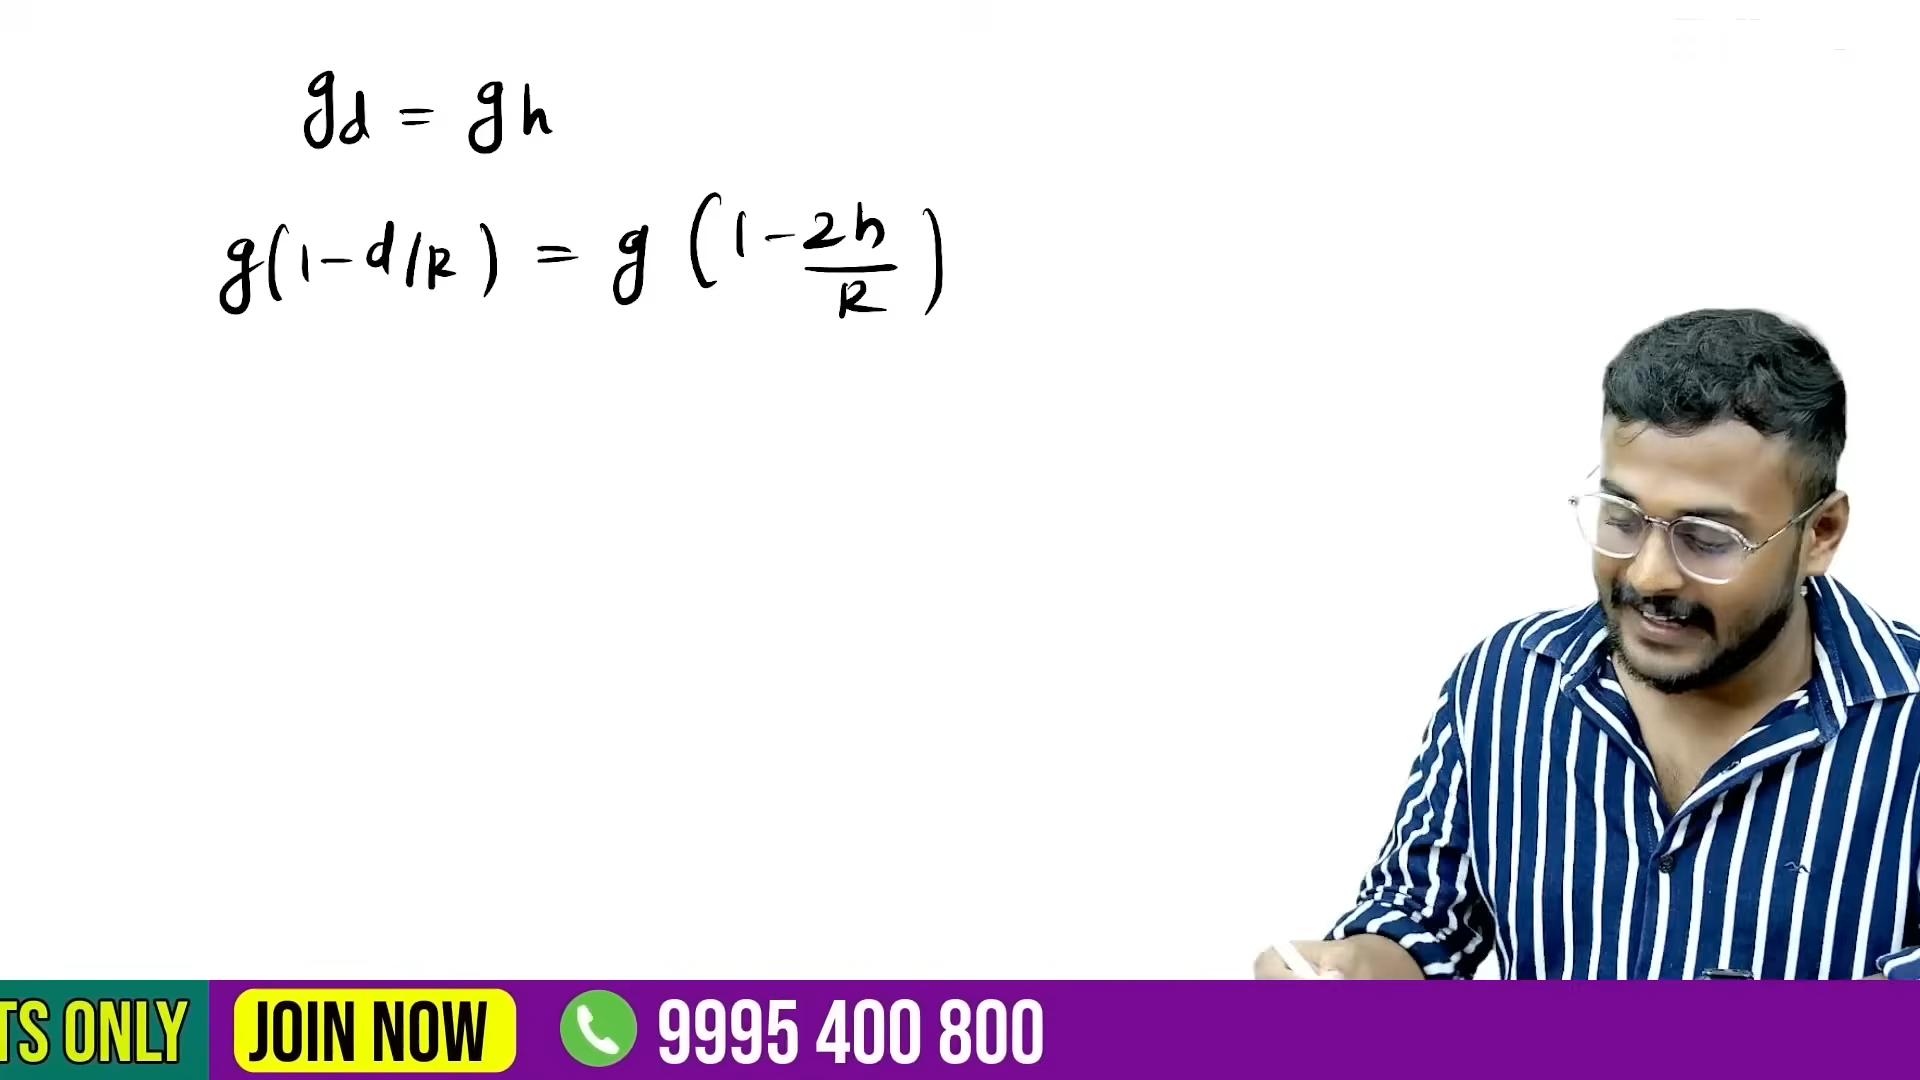 gd = gh
g(1-d/R) = g (1-2h/R)
TS ONLY
JOIN NOW
9995 400 800